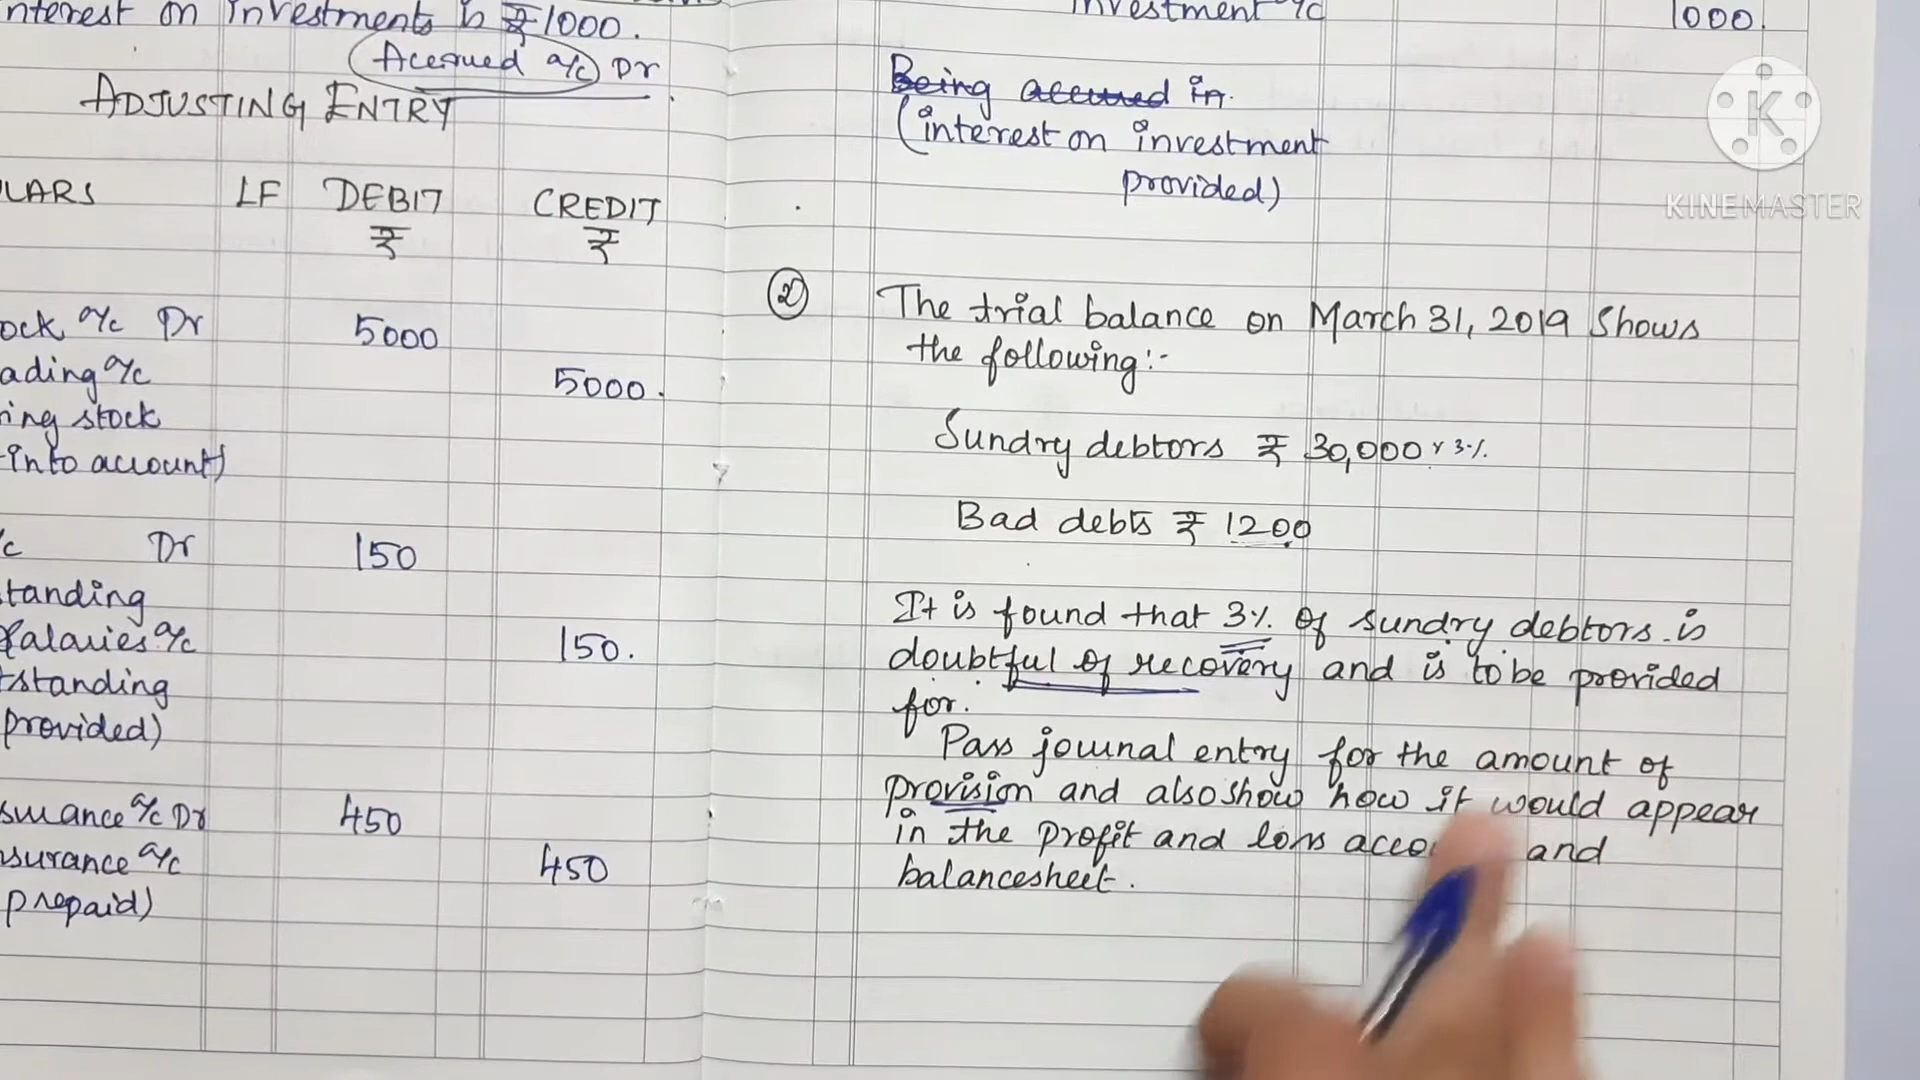 nterest on investments is ₹1000.
Accrued a/c Dr
ADJUSTING ENTRY
LARS LF DEBIT CREDIT
₹ ₹
ock a/c Dr 5000
ading a/c 5000.
ing stock
into account)
c Dr 150
standing
salaries a/c 150.
tstanding
provided)
surance a/c Dr 450
surance a/c 450
prepaid)
investment a/c 1000.
Being accrued in.
(interest on investment
provided)
② The trial balance on March 31, 2019 Shows
the following:-
Sundry debtors ₹ 30,000 x 3%
Bad debts ₹ 1200
It is found that 3% of sundry debtors is
doubtful of recovery and is to be provided
for.
Pass journal entry for the amount of
provision and also show how it would appear
in the profit and loss and
balancesheet.
K
KINEMASTER